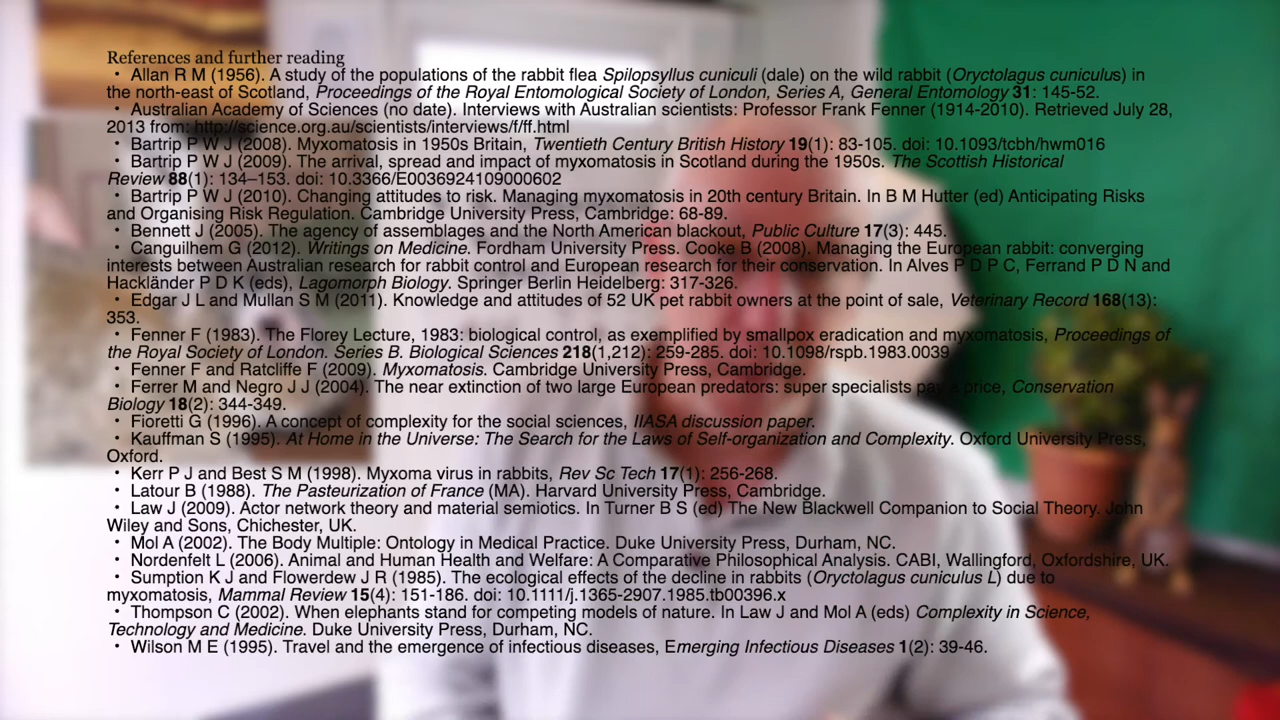 References and further reading
• Allan R M (1956). A study of the populations of the rabbit flea Spilopsyllus cuniculi (dale) on the wild rabbit (Oryctolagus cuniculus) in
the north-east of Scotland, Proceedings of the Royal Entomological Society of London, Series A, General Entomology 31: 145-52.
• Australian Academy of Sciences (no date). Interviews with Australian scientists: Professor Frank Fenner (1914-2010). Retrieved July 28,
2013 from: http://science.org.au/scientists/interviews/f/ff.html
• Bartrip P W J (2008). Myxomatosis in 1950s Britain, Twentieth Century British History 19(1): 83-105. doi: 10.1093/tcbh/hwm016
• Bartrip P W J (2009). The arrival, spread and impact of myxomatosis in Scotland during the 1950s. The Scottish Historical
Review 88(1): 134–153. doi: 10.3366/E0036924109000602
• Bartrip P W J (2010). Changing attitudes to risk. Managing myxomatosis in 20th century Britain. In B M Hutter (ed) Anticipating Risks
and Organising Risk Regulation. Cambridge University Press, Cambridge: 68-89.
• Bennett J (2005). The agency of assemblages and the North American blackout, Public Culture 17(3): 445.
• Canguilhem G (2012). Writings on Medicine. Fordham University Press. Cooke B (2008). Managing the European rabbit: converging
interests between Australian research for rabbit control and European research for their conservation. In Alves P D P C, Ferrand P D N and
Hackländer P D K (eds), Lagomorph Biology. Springer Berlin Heidelberg: 317-326.
• Edgar J L and Mullan S M (2011). Knowledge and attitudes of 52 UK pet rabbit owners at the point of sale, Veterinary Record 168(13):
353.
• Fenner F (1983). The Florey Lecture, 1983: biological control, as exemplified by smallpox eradication and myxomatosis, Proceedings of
the Royal Society of London. Series B. Biological Sciences 218(1,212): 259-285. doi: 10.1098/rspb.1983.0039
• Fenner F and Ratcliffe F (2009). Myxomatosis. Cambridge University Press, Cambridge.
• Ferrer M and Negro J J (2004). The near extinction of two large European predators: super specialists pay a price, Conservation
Biology 18(2): 344-349.
• Fioretti G (1996). A concept of complexity for the social sciences, IIASA discussion paper.
• Kauffman S (1995). At Home in the Universe: The Search for the Laws of Self-organization and Complexity. Oxford University Press,
Oxford.
• Kerr P J and Best S M (1998). Myxoma virus in rabbits, Rev Sc Tech 17(1): 256-268.
• Latour B (1988). The Pasteurization of France (MA). Harvard University Press, Cambridge.
• Law J (2009). Actor network theory and material semiotics. In Turner B S (ed) The New Blackwell Companion to Social Theory. John
Wiley and Sons, Chichester, UK.
• Mol A (2002). The Body Multiple: Ontology in Medical Practice. Duke University Press, Durham, NC.
• Nordenfelt L (2006). Animal and Human Health and Welfare: A Comparative Philosophical Analysis. CABI, Wallingford, Oxfordshire, UK.
• Sumption K J and Flowerdew J R (1985). The ecological effects of the decline in rabbits (Oryctolagus cuniculus L) due to
myxomatosis, Mammal Review 15(4): 151-186. doi: 10.1111/j.1365-2907.1985.tb00396.x
• Thompson C (2002). When elephants stand for competing models of nature. In Law J and Mol A (eds) Complexity in Science,
Technology and Medicine. Duke University Press, Durham, NC.
• Wilson M E (1995). Travel and the emergence of infectious diseases, Emerging Infectious Diseases 1(2): 39-46.